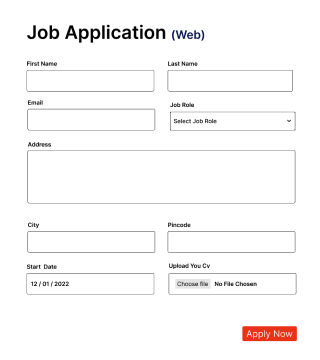 Job Application (Web)
First Name Last Name
Email Job Role
Select Job Role
Address
City Pincode
Start Date Upload You Cv
12 / 01 / 2022 Choose file No File Chosen
Apply Now